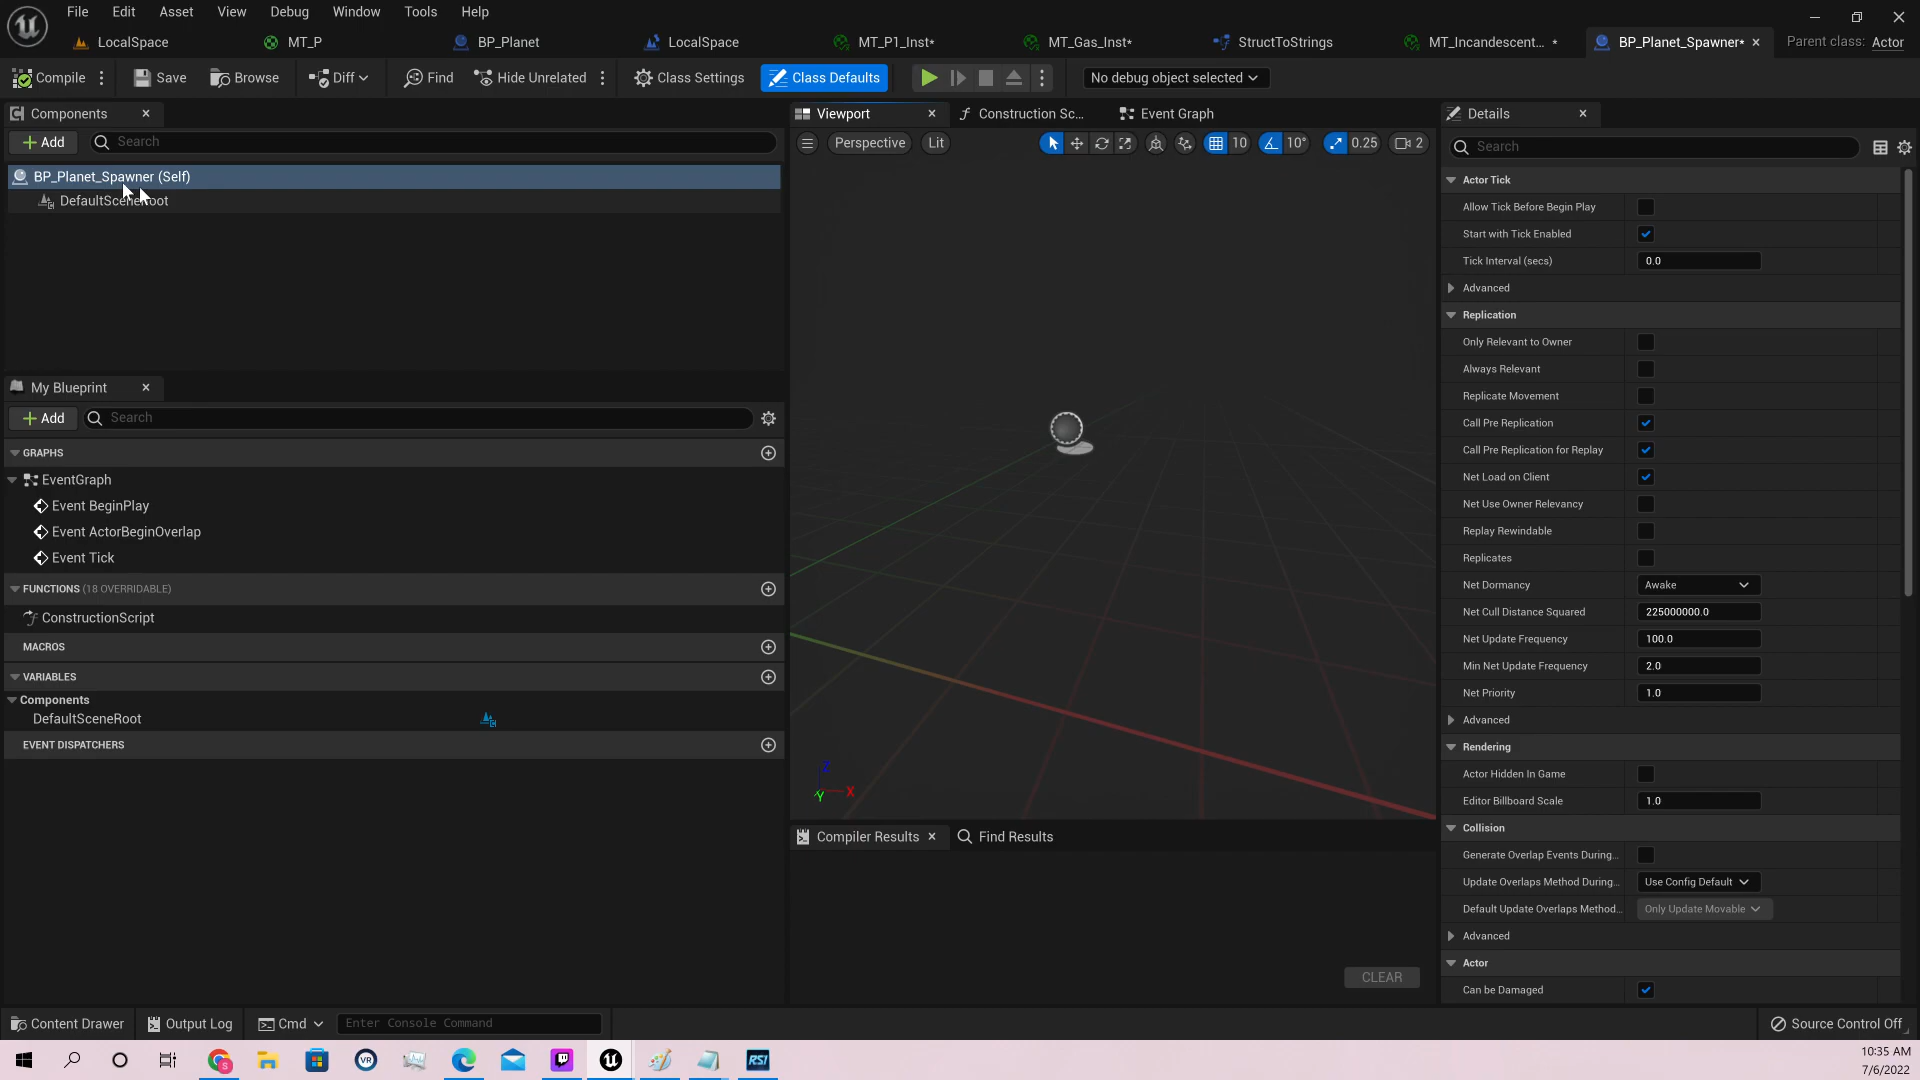 File Edit Asset View Debug Window Tools Help
LocalSpace MT_P BP_Planet LocalSpace MT_P1_Inst* MT_Gas_Inst* StructToStrings MT_Incandescent... * BP_Planet_Spawner* Parent class: Actor
Compile Save Browse Diff Find Hide Unrelated Class Settings Class Defaults No debug object selected
Components
Add Search
BP_Planet_Spawner (Self)
DefaultSceneRoot
My Blueprint
Add Search
GRAPHS
EventGraph
Event BeginPlay
Event ActorBeginOverlap
Event Tick
FUNCTIONS (18 OVERRIDABLE)
ConstructionScript
MACROS
VARIABLES
Components
DefaultSceneRoot
EVENT DISPATCHERS
Viewport Construction Sc... Event Graph
Perspective Lit 10 10° 0.25 2
Z
Y X
Compiler Results Find Results
CLEAR
Details
Search
Actor Tick
Allow Tick Before Begin Play
Start with Tick Enabled
Tick Interval (secs) 0.0
Advanced
Replication
Only Relevant to Owner
Always Relevant
Replicate Movement
Call Pre Replication
Call Pre Replication for Replay
Net Load on Client
Net Use Owner Relevancy
Replay Rewindable
Replicates
Net Dormancy Awake
Net Cull Distance Squared 225000000.0
Net Update Frequency 100.0
Min Net Update Frequency 2.0
Net Priority 1.0
Advanced
Rendering
Actor Hidden In Game
Editor Billboard Scale 1.0
Collision
Generate Overlap Events During...
Update Overlaps Method During... Use Config Default
Default Update Overlaps Method... Only Update Movable
Advanced
Actor
Can be Damaged
Content Drawer Output Log Cmd Enter Console Command Source Control Off
VR S RSI
10:35 AM
7/6/2022